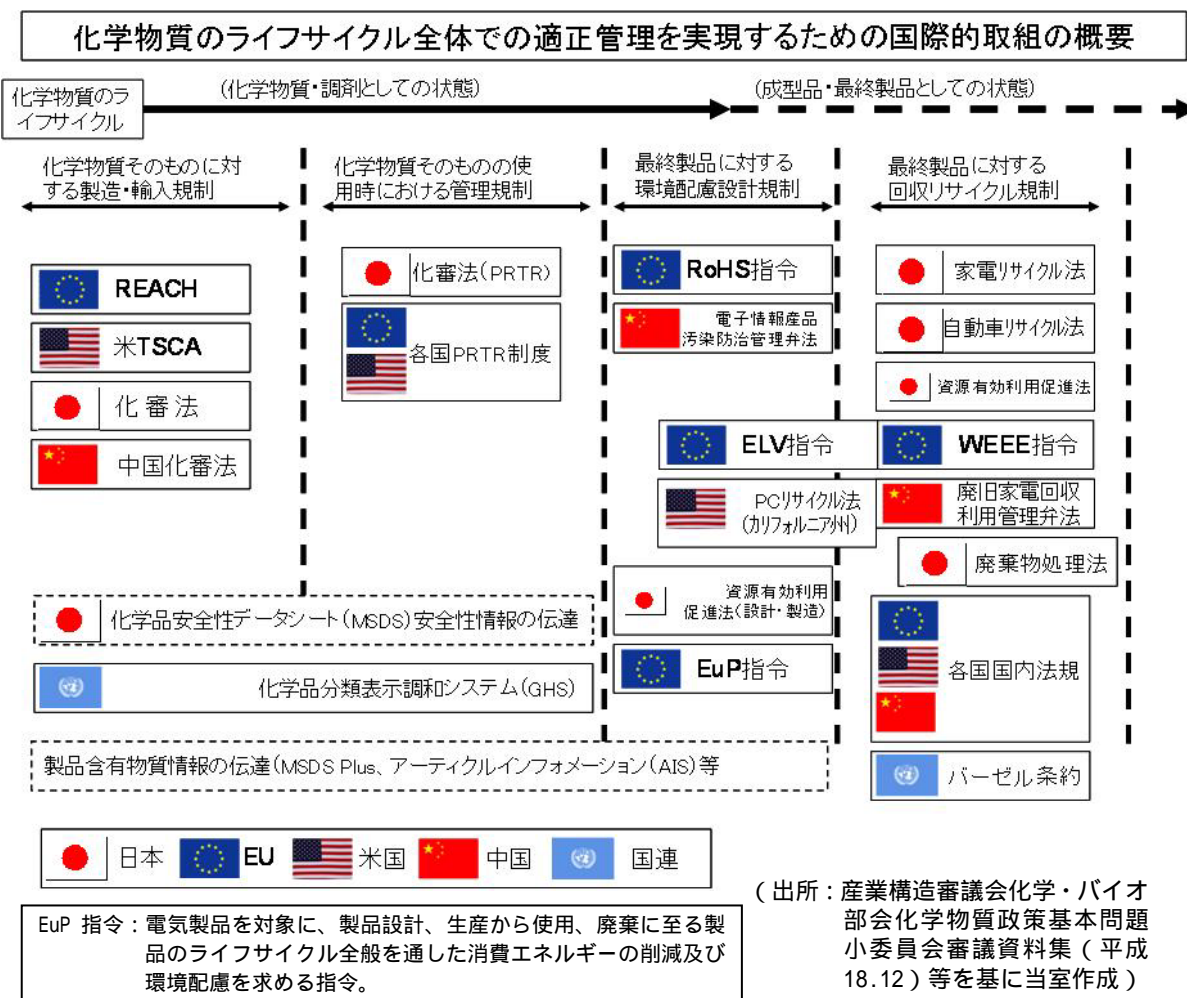 化学物質のライフサイクル全体での適正管理を実現するための国際的取組の概要
化学物質のラ
イフサイクル
(化学物質・調剤としての状態)
(成型品・最終製品としての状態)
化学物質そのものに対
する製造・輸入規制
化学物質そのものの使
用時における管理規制
最終製品に対する
環境配慮設計規制
最終製品に対する
回収リサイクル規制
REACH
米TSCA
化審法
中国化審法
化審法(PRTR)
各国PRTR制度
RoHS指令
電子情報産品
汚染防治管理弁法
家電リサイクル法
自動車リサイクル法
資源有効利用促進法
ELV指令
WEEE指令
PCリサイクル法
(カリフォルニア州)
廃旧家電回収
利用管理弁法
廃棄物処理法
資源有効利用
促進法(設計・製造)
EuP指令
各国国内法規
バーゼル条約
化学品安全性データシート(MSDS)安全性情報の伝達
化学品分類表示調和システム(GHS)
製品含有物質情報の伝達(MSDS Plus、アーティクルインフォメーション(AIS)等
日本 EU 米国 中国 国連
EuP 指令：電気製品を対象に、製品設計、生産から使用、廃棄に至る製
品のライフサイクル全般を通した消費エネルギーの削減及び
環境配慮を求める指令。
(出所：産業構造審議会化学・バイオ
部会化学物質政策基本問題
小委員会審議資料集(平成
18.12)等を基に当室作成)